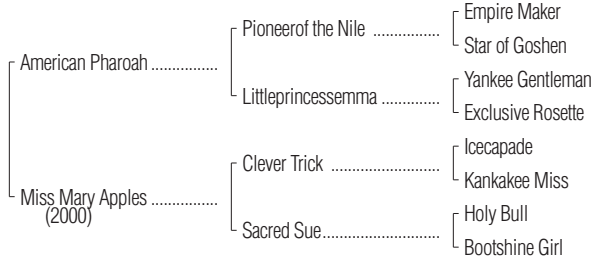 Empire Maker
Pioneerof the Nile ................
Star of Goshen
American Pharoah ................
Yankee Gentleman
Littleprincessemma ..............
Exclusive Rosette
Icecapade
Clever Trick ..........................
Kankakee Miss
Miss Mary Apples ................
(2000)
Holy Bull
Sacred Sue............................
Bootshine Girl